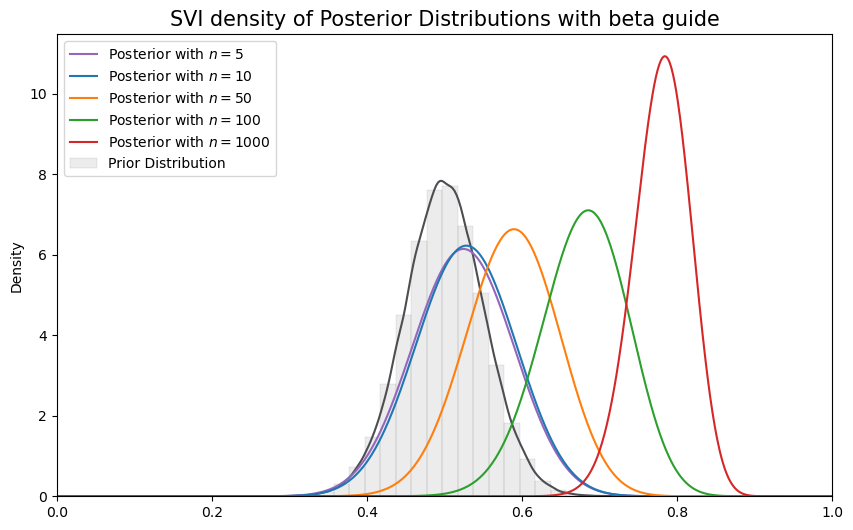 SVI density of Posterior Distributions with beta guide
Posterior with n = 5
Posterior with n = 10
Posterior with n = 50
Posterior with n = 100
Posterior with n = 1000
Prior Distribution
Density
10
8
6
4
2
0
0.0 0.2 0.4 0.6 0.8 1.0